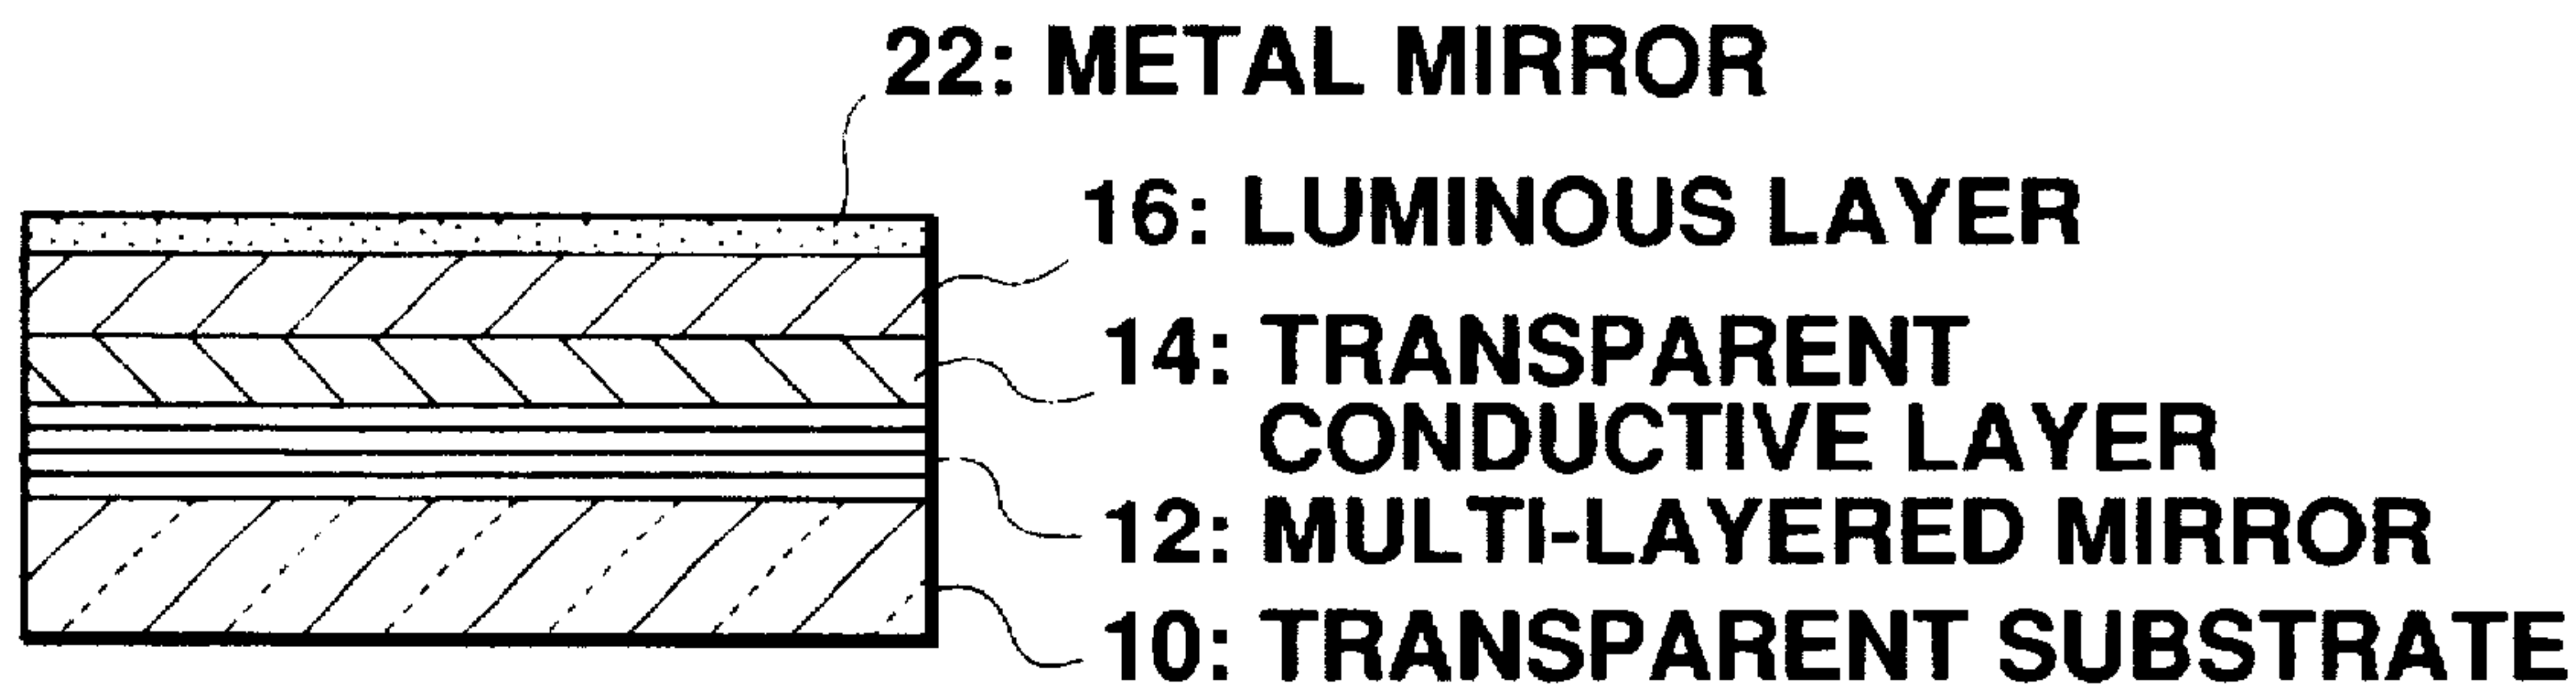 22: METAL MIRROR
16: LUMINOUS LAYER
14: TRANSPARENT
CONDUCTIVE LAYER
12: MULTI-LAYERED MIRROR
10: TRANSPARENT SUBSTRATE